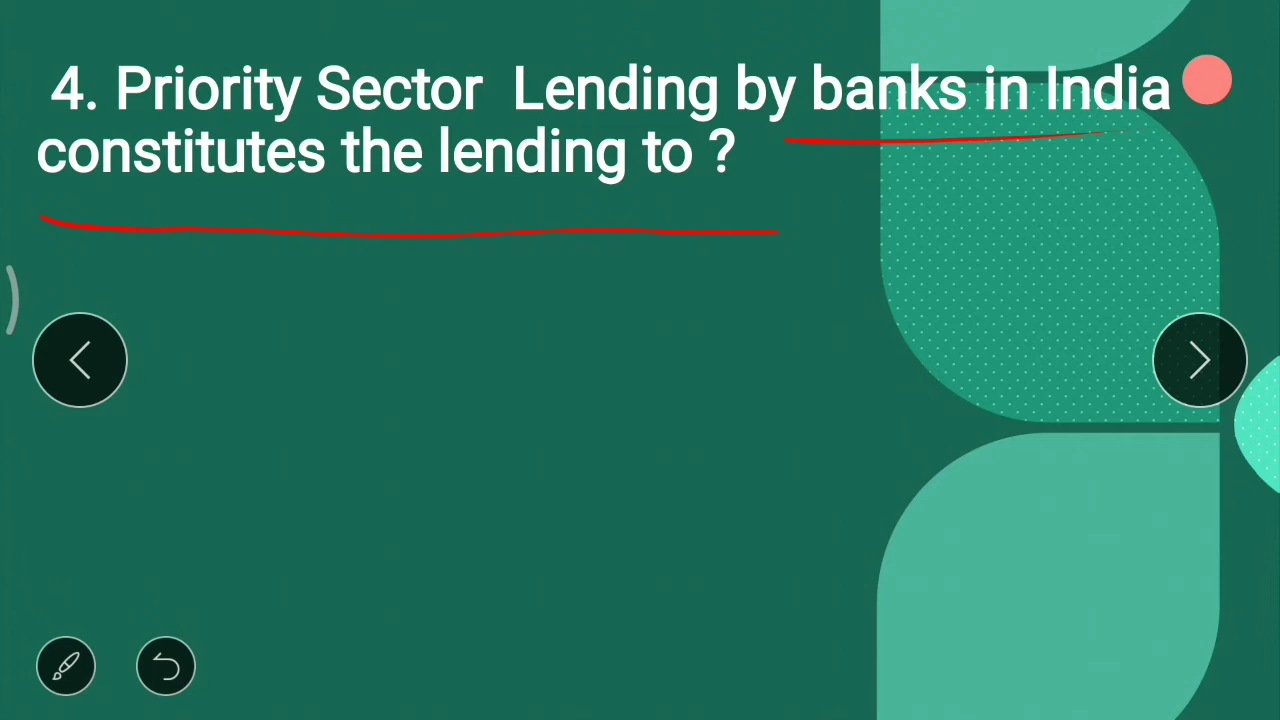 4. Priority Sector Lending by banks in India
constitutes the lending to ?